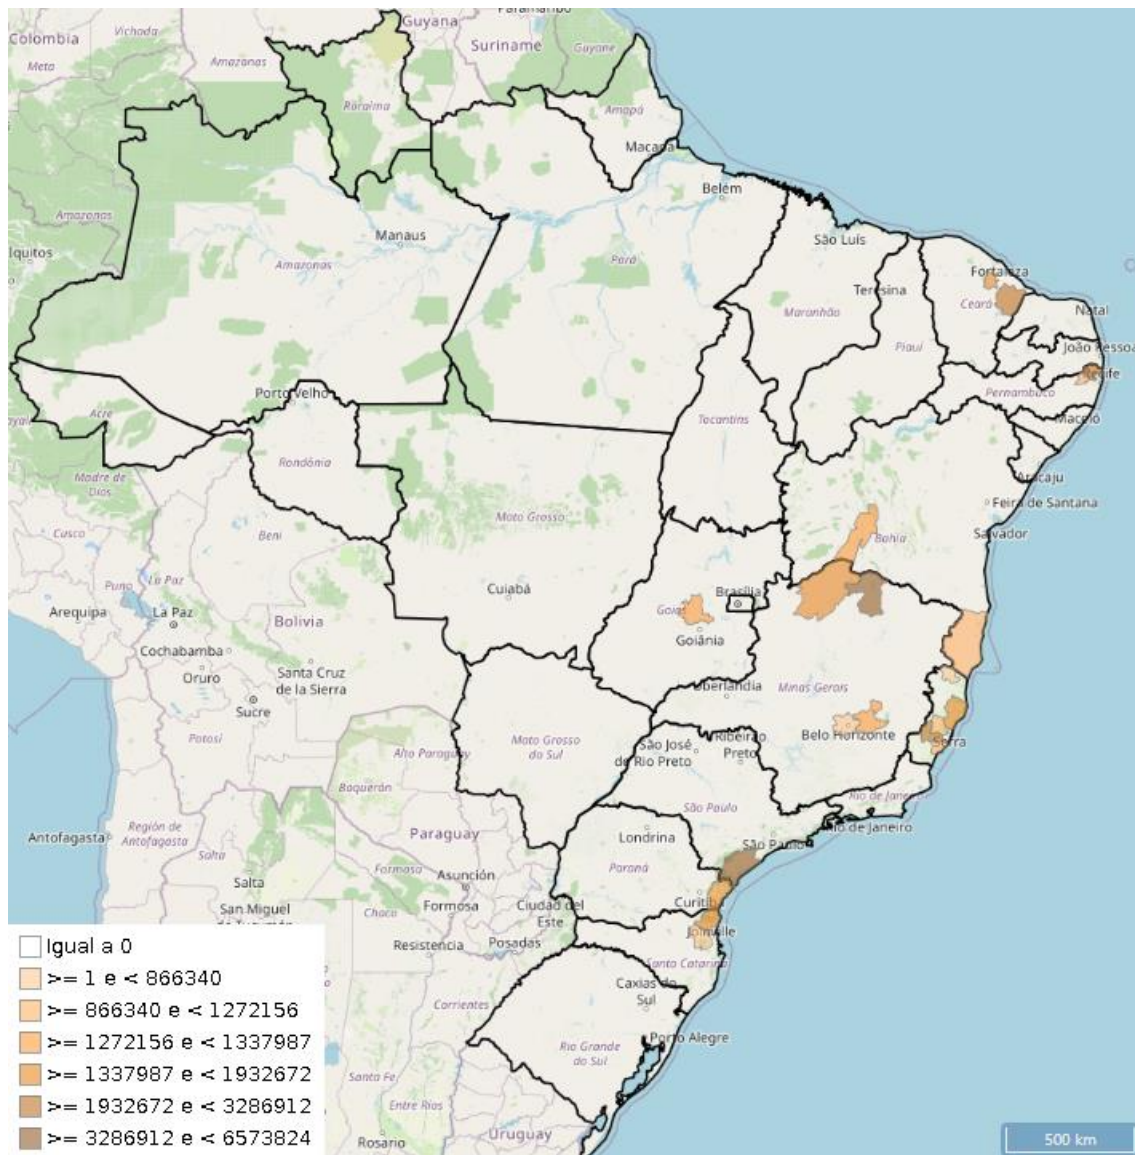 Paramaribo
Guyana
Colombia
Vichada
Suriname
Guyane
Meta
Amazonas
Roraima
Amapá
Macapá
Belém
Amazonas
Manaus
São Luís
Iquitos
Amazonas
Pará
Fortaleza
Teresina
Ceará
Maranhão
Natal
Piauí
João Pessoa
Recife
Porto Velho
Pernambuco
Acre
Tocantins
Maceió
Rondônia
Aracaju
Madre de
Dios
Feira de Santana
Mato Grosso
Cusco
Beni
Bahia
Salvador
Puno
La Paz
Cuiabá
Brasília
Arequipa
La Paz
Goiás
Bolivia
Goiânia
Cochabamba
Santa Cruz
de la Sierra
Oruro
Uberlândia
Minas Gerais
Sucre
Potosí
Mato Grosso
do Sul
Belo Horizonte
Serra
Alto Paraguay
São José
do Rio Preto
Ribeirão
Preto
Boquerón
Rio de Janeiro
São Paulo
Antofagasta
Región de
Antofagasta
Paraguay
Londrina
Rio de Janeiro
São Paulo
Salta
Formosa
Asunción
Paraná
Salta
Curitiba
San Miguel
de Tucumán
Chaco
Formosa
Ciudad del
Este
Joinville
Resistencia
Posadas
Santa Catarina
Caxias do
Sul
Corrientes
Porto Alegre
Rio Grande
do Sul
Santa Fe
Entre Ríos
Uruguay
Rosario
500 km
Igual a 0
>= 1 e < 866340
>= 866340 e < 1272156
>= 1272156 e < 1337987
>= 1337987 e < 1932672
>= 1932672 e < 3286912
>= 3286912 e < 6573824